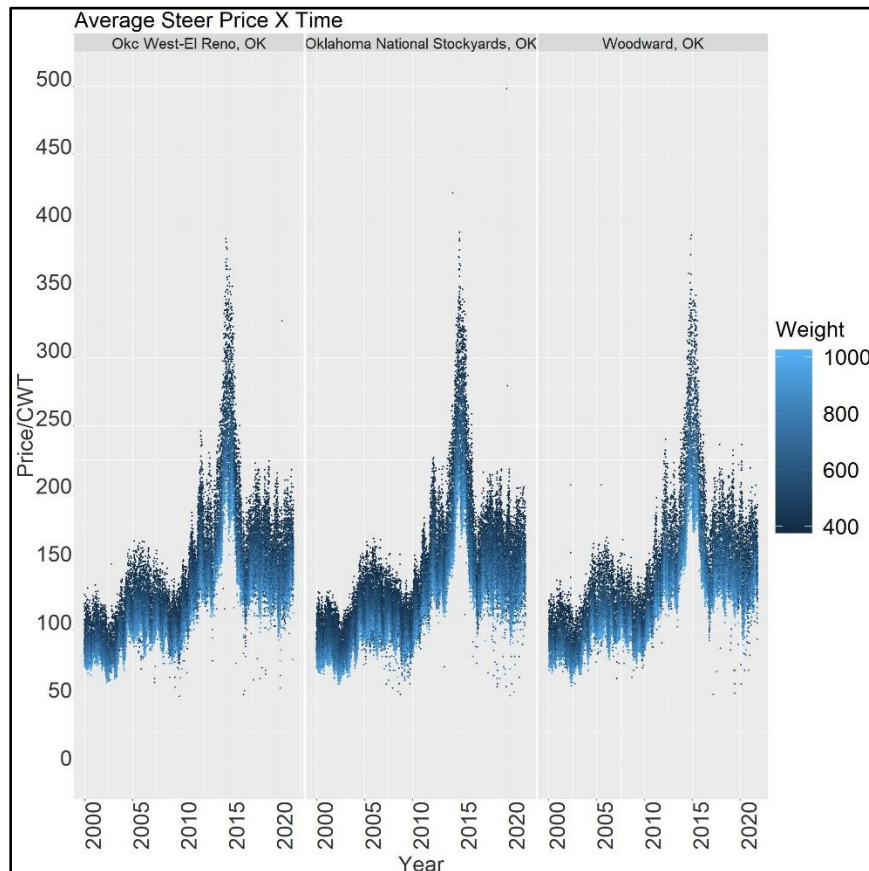 Average Steer Price X Time
Okc West-El Reno, OK
Oklahoma National Stockyards, OK
Woodward, OK
500
450
400
350
300
250
200
150
100
50
0
Price/CWT
2000 2005 2010 2015 2020
2000 2005 2010 2015 2020
2000 2005 2010 2015 2020
Year
Weight
1000
800
600
400